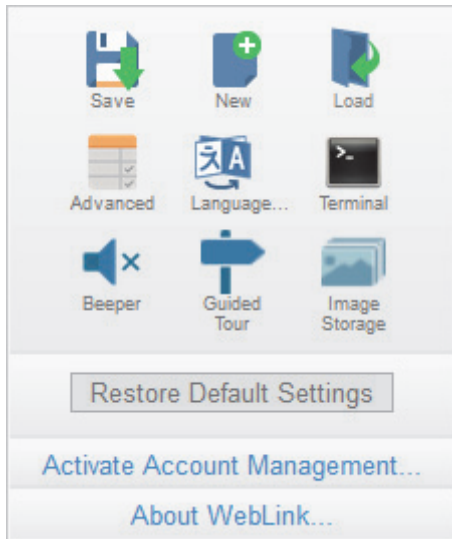 Save New Load
Advanced Language... Terminal
>_
Beeper Guided Tour Image Storage
Restore Default Settings
Activate Account Management...
About WebLink...